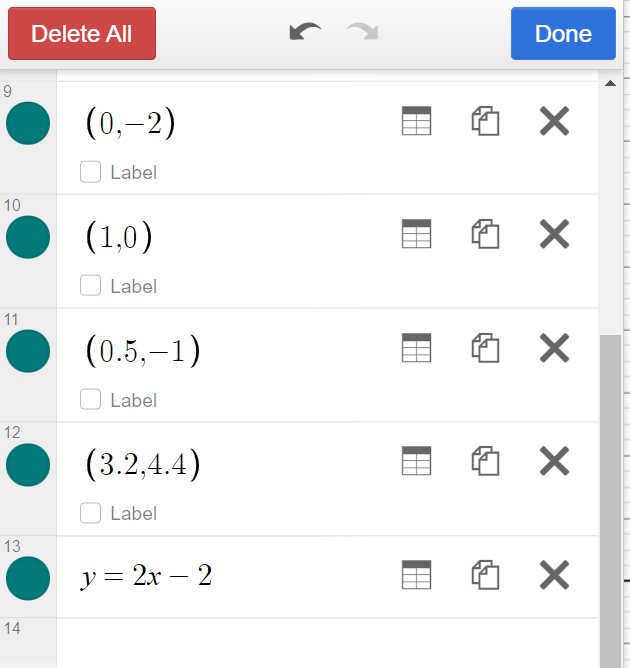 Delete All Done
9
(0,−2)
Label
10
(1,0)
Label
11
(0.5,−1)
Label
12
(3.2,4.4)
Label
13
y = 2x − 2
14